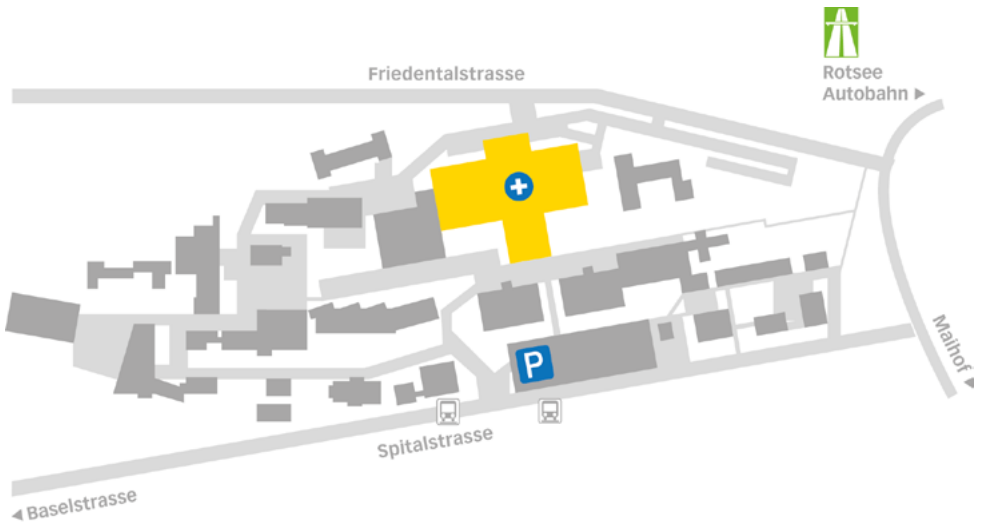 Friedentalstrasse
Rotsee
Autobahn ▶
P
Maihof ▶
Spitalstrasse
◀ Baselstrasse